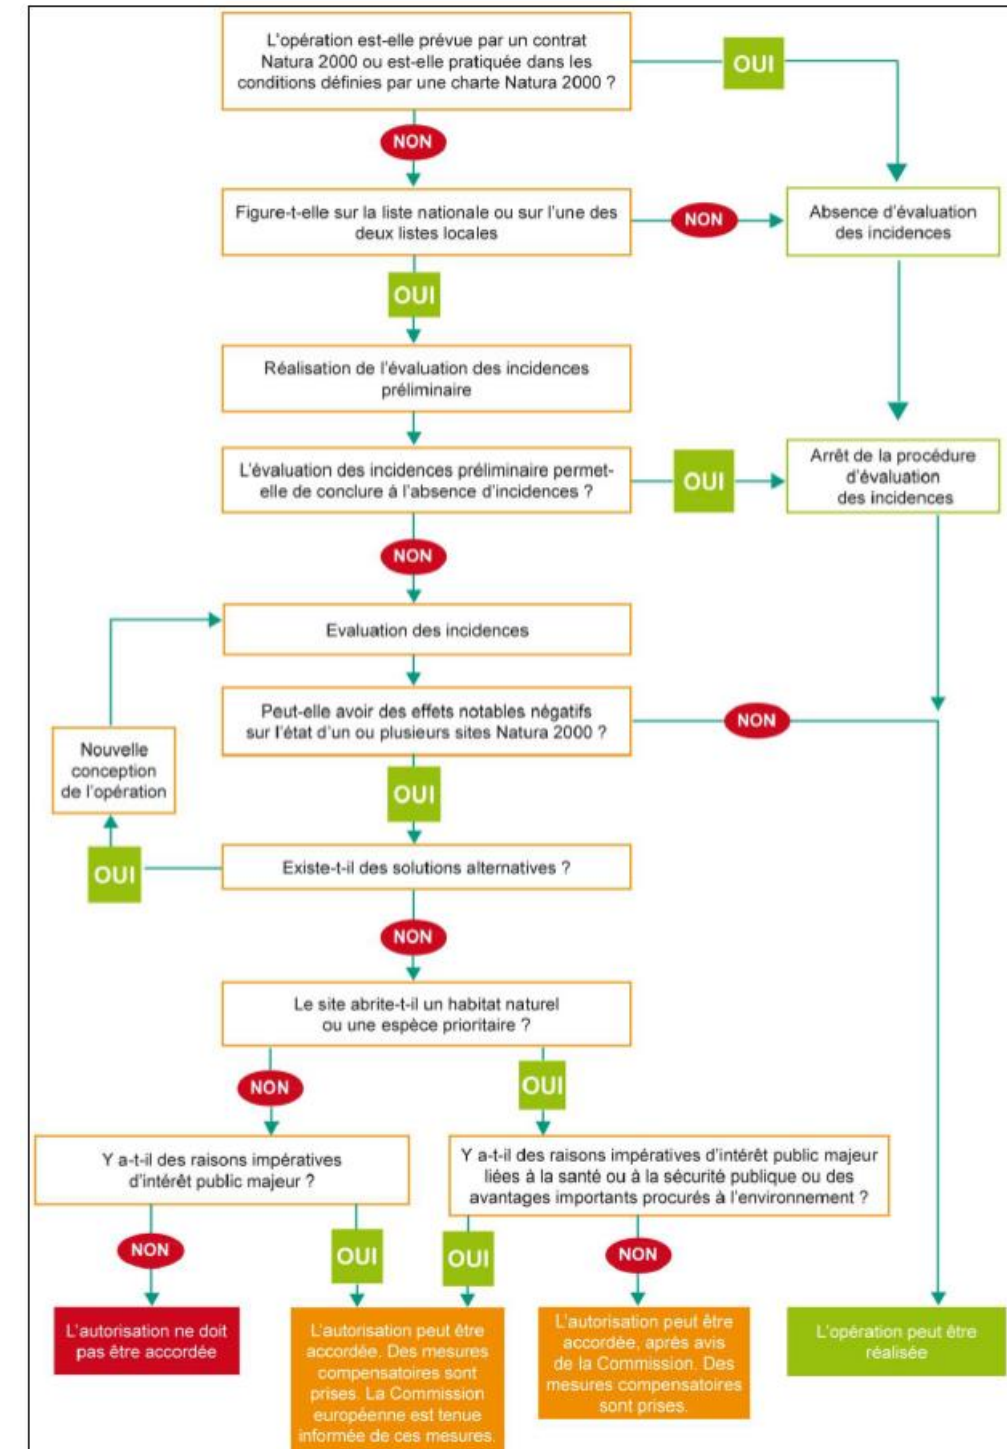 L'opération est-elle prévue par un contrat
Natura 2000 ou est-elle pratiquée dans les
conditions définies par une charte Natura 2000 ?
OUI
NON
Figure-t-elle sur la liste nationale ou sur l'une des
deux listes locales
NON
Absence d'évaluation
des incidences
OUI
Réalisation de l'évaluation des incidences
préliminaire
L'évaluation des incidences préliminaire permet-
elle de conclure à l'absence d'incidences ?
OUI
Arrêt de la procédure
d'évaluation
des incidences
NON
Evaluation des incidences
Peut-elle avoir des effets notables négatifs
sur l'état d'un ou plusieurs sites Natura 2000 ?
NON
Nouvelle
conception
de l'opération
OUI
OUI
Existe-t-il des solutions alternatives ?
NON
Le site abrite-t-il un habitat naturel
ou une espèce prioritaire ?
NON
OUI
Y a-t-il des raisons impératives
d'intérêt public majeur ?
Y a-t-il des raisons impératives d'intérêt public majeur
liées à la santé ou à la sécurité publique ou des
avantages importants procurés à l'environnement ?
NON
OUI
OUI
NON
L'autorisation ne doit
pas être accordée
L'autorisation peut être
accordée. Des mesures
compensatoires sont
prises. La Commission
européenne est tenue
informée de ces mesures.
L'autorisation peut être
accordée, après avis
de la Commission. Des
mesures compensatoires
sont prises.
L'opération peut être
réalisée